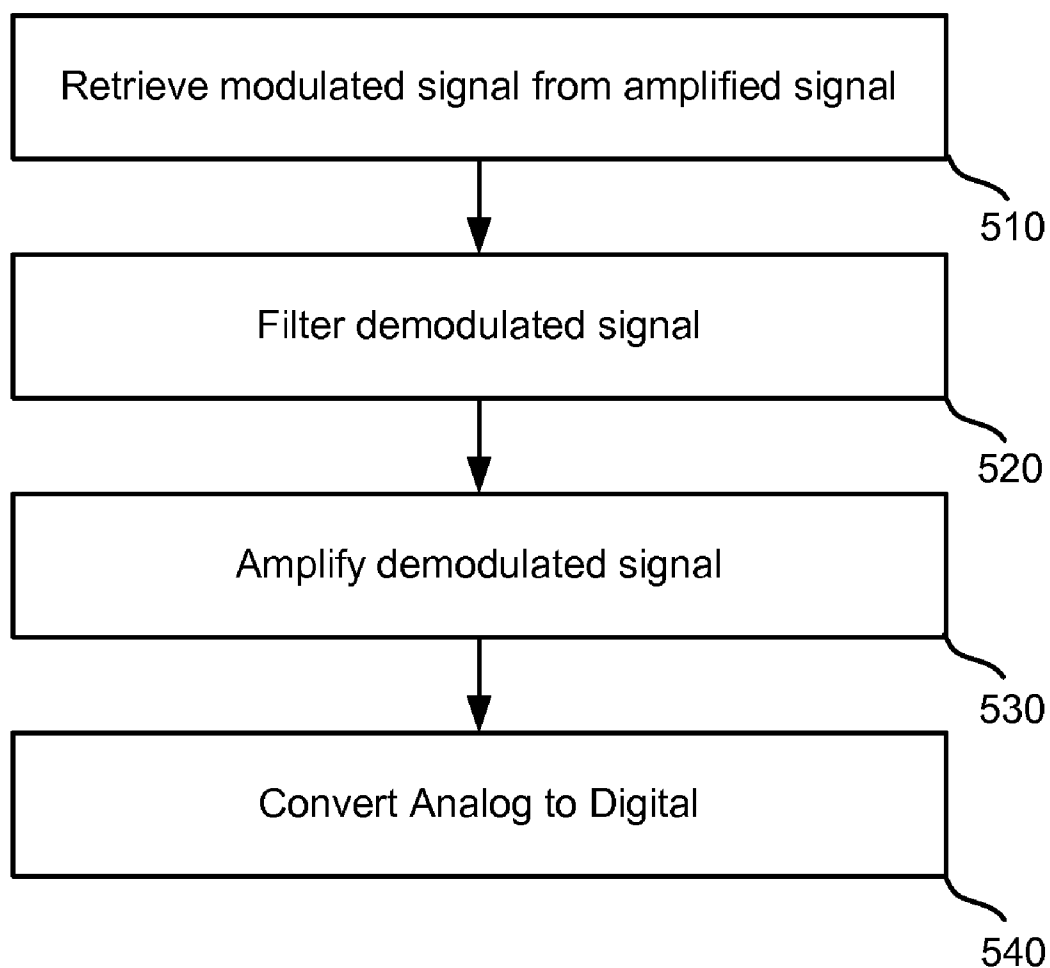 Retrieve modulated signal from amplified signal
510
Filter demodulated signal
520
Amplify demodulated signal
530
Convert Analog to Digital
540